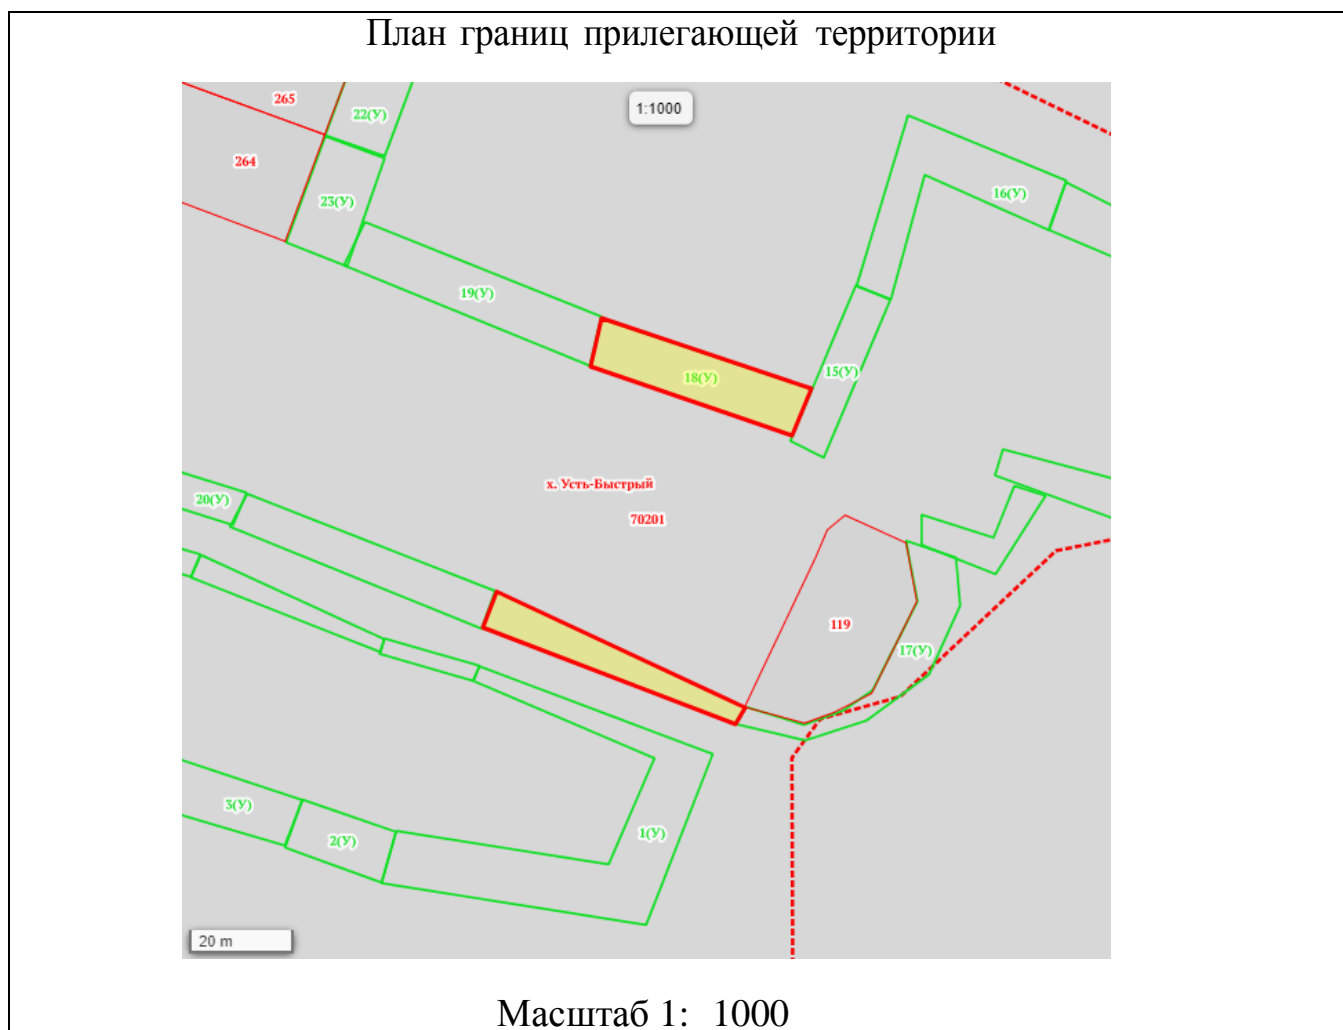 План границ прилегающей территории
265
1:1000
22(У)
264
16(У)
23(У)
19(У)
18(У)
15(У)
х. Усть-Быстрый
20(У)
70201
119
17(У)
3(У)
2(У)
1(У)
20 m
Масштаб 1: 1000